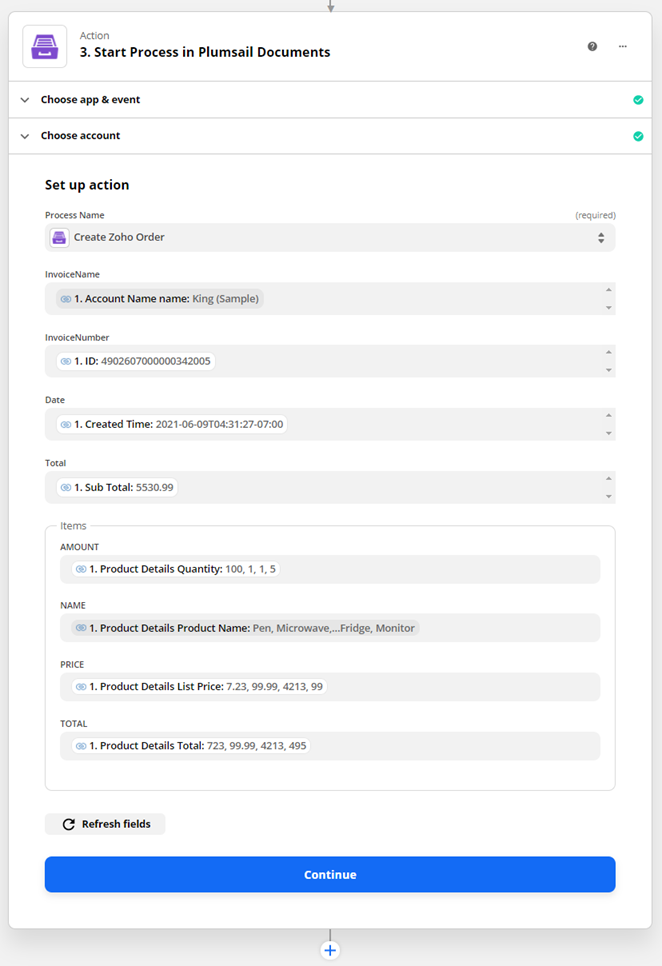 Action
3. Start Process in Plumsail Documents
?
...
Choose app & event
Choose account
Set up action
Process Name (required)
Create Zoho Order
InvoiceName
1. Account Name name: King (Sample)
InvoiceNumber
1. ID: 4902607000000342005
Date
1. Created Time: 2021-06-09T04:31:27-07:00
Total
1. Sub Total: 5530.99
Items
AMOUNT
1. Product Details Quantity: 100, 1, 1, 5
NAME
1. Product Details Product Name: Pen, Microwave,...Fridge, Monitor
PRICE
1. Product Details List Price: 7.23, 99.99, 4213, 99
TOTAL
1. Product Details Total: 723, 99.99, 4213, 495
Refresh fields
Continue